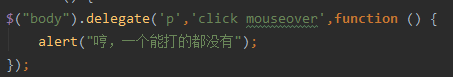 $("body").delegate('p','click mouseover',function () {
alert("哼，一个能打的都没有");
});